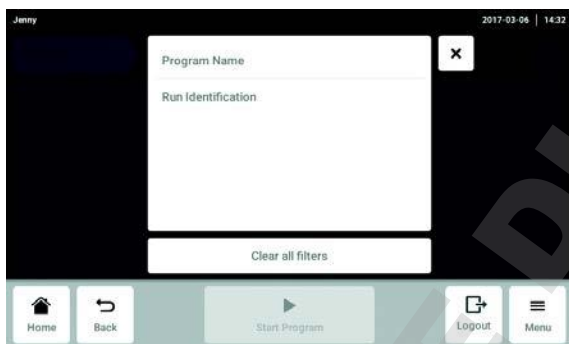 Jenny 2017-03-06 | 14:32
Program Name
Run Identification
Clear all filters
Home Back Start Program Logout Menu